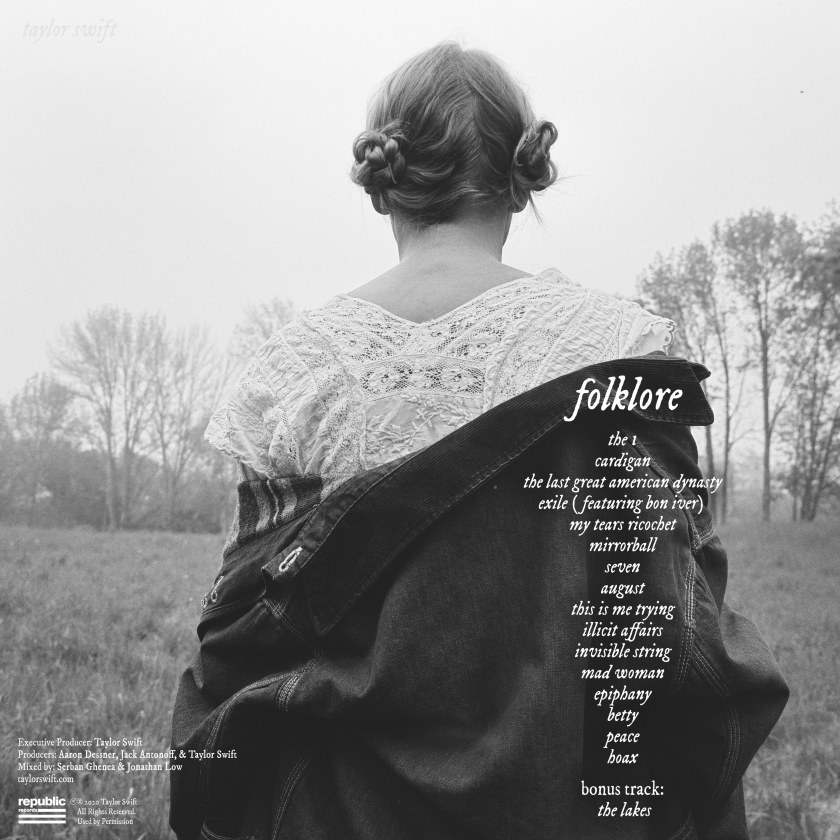 taylor swift
folklore
the 1
cardigan
the last great american dynasty
exile (featuring bon iver)
my tears ricochet
mirrorball
seven
august
this is me trying
illicit affairs
invisible string
mad woman
epiphany
betty
peace
hoax
bonus track:
the lakes
Executive Producer: Taylor Swift
Producers: Aaron Dessner, Jack Antonoff, & Taylor Swift
Mixed by: Serban Ghenea & Jonathan Low
taylorswift.com
republic
records
℗ © 2020 Taylor Swift
All Rights Reserved.
Used by Permission